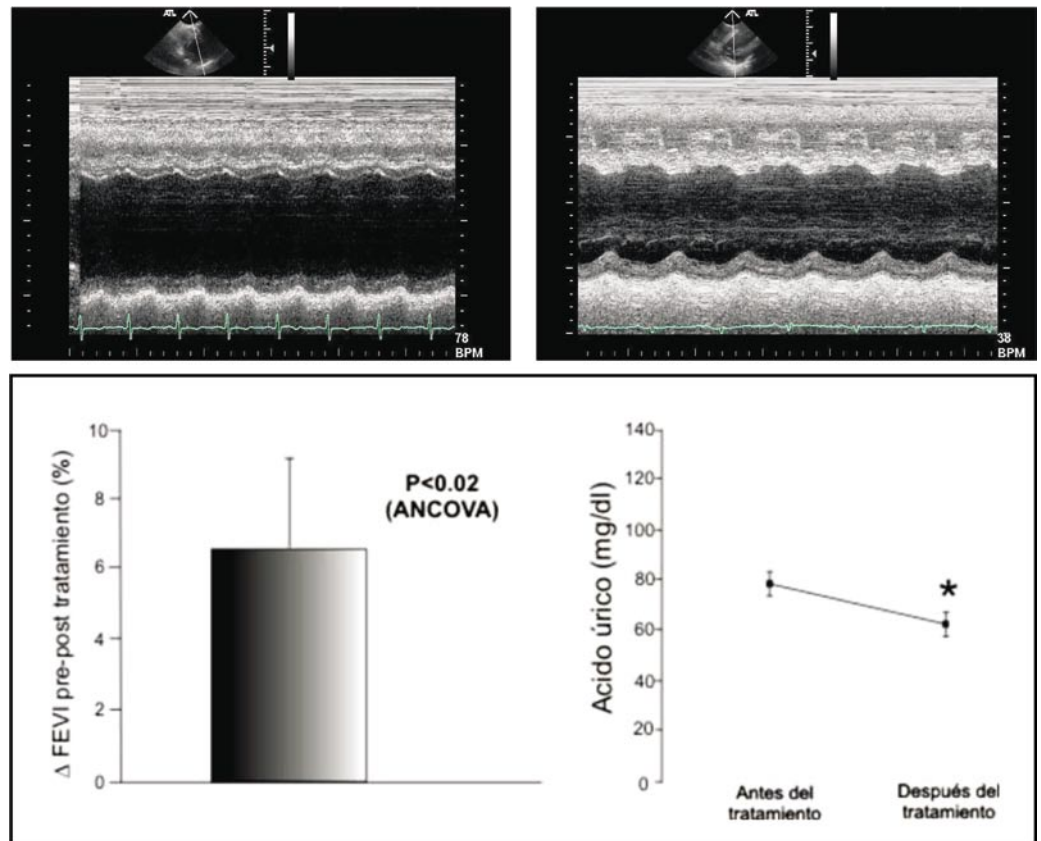 ATL
ATL
78
BPM
38
BPM
Δ FEVI pre-post tratamiento (%)
10
8
6
4
2
0
P<0.02
(ANCOVA)
Acido úrico (mg/dl)
140
120
100
80
60
40
20
0
*
Antes del
tratamiento
Después del
tratamiento